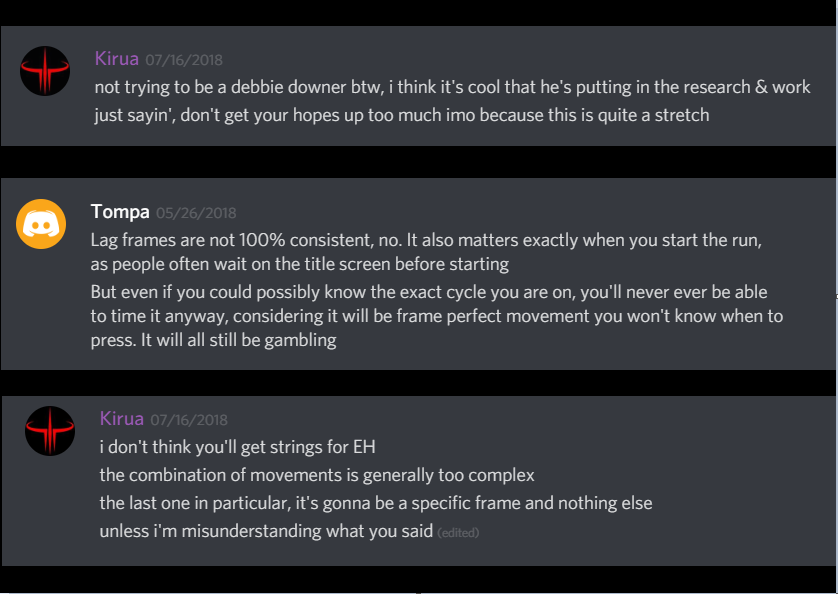 Kirua 07/16/2018
not trying to be a debbie downer btw, i think it's cool that he's putting in the research & work
just sayin', don't get your hopes up too much imo because this is quite a stretch
Tompa 05/26/2018
Lag frames are not 100% consistent, no. It also matters exactly when you start the run,
as people often wait on the title screen before starting
But even if you could possibly know the exact cycle you are on, you'll never ever be able
to time it anyway, considering it will be frame perfect movement you won't know when to
press. It will all still be gambling
Kirua 07/16/2018
i don't think you'll get strings for EH
the combination of movements is generally too complex
the last one in particular, it's gonna be a specific frame and nothing else
unless i'm misunderstanding what you said (edited)